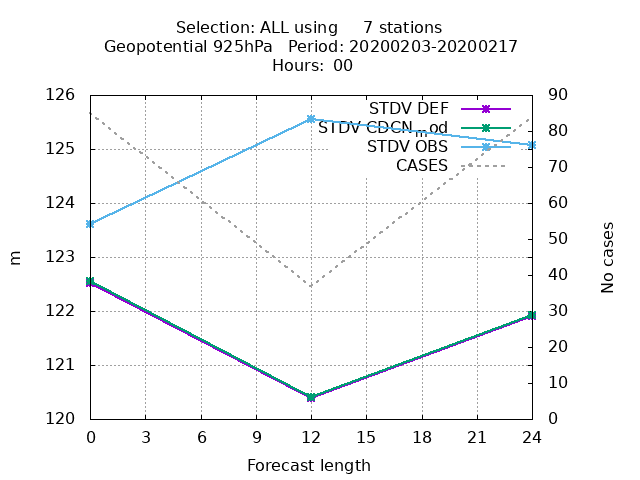 Selection: ALL using     7 stations
Geopotential 925hPa   Period: 20200203-20200217
Hours:  00
126
125
124
123
122
121
120
90
80
70
60
50
40
30
20
10
0
STDV DEF
STDV CDCN_mod
STDV OBS
CASES
m
No cases
0 3 6 9 12 15 18 21 24
Forecast length